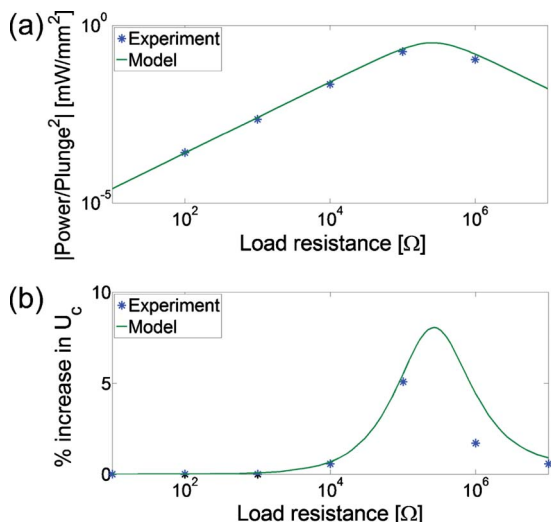 (a)
10^0
Experiment
Model
|Power/Plunge^2| [mW/mm^2]
10^-5
10^2
10^4
10^6
Load resistance [Ω]
(b)
10
Experiment
Model
% increase in U_c
5
0
10^2
10^4
10^6
Load resistance [Ω]